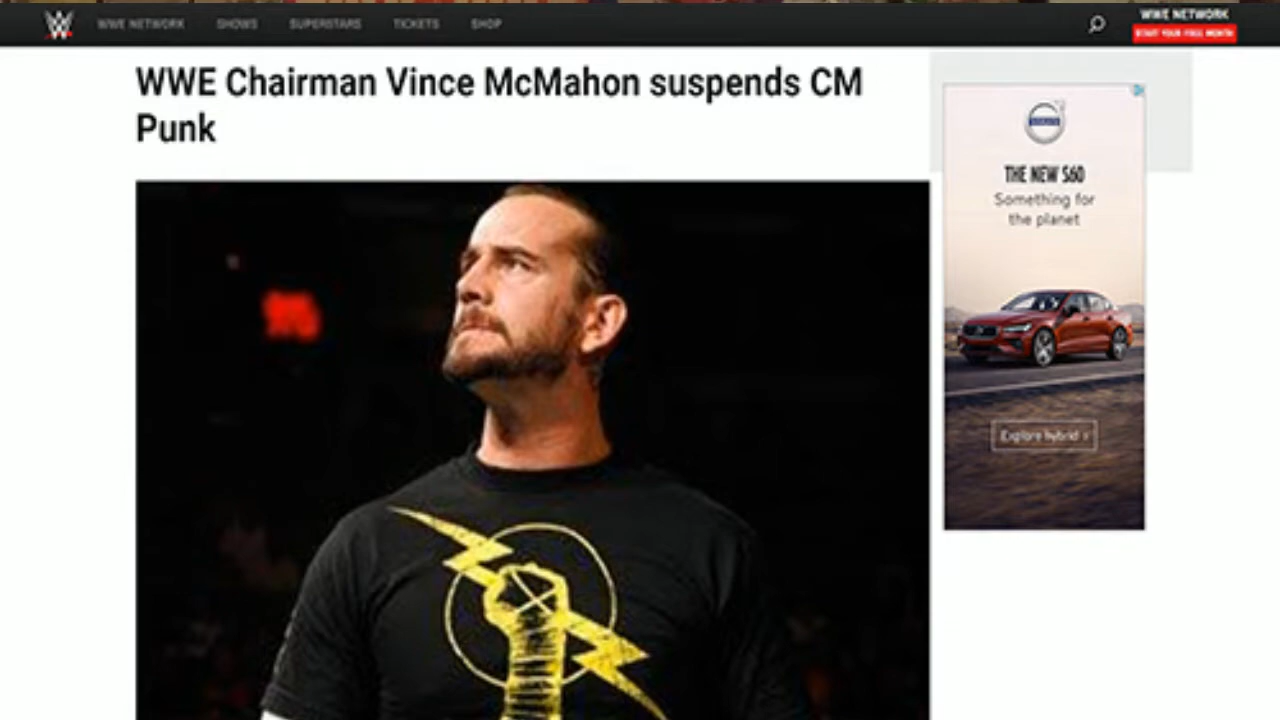 WWE NETWORK SHOWS SUPERSTARS TICKETS SHOP
WWE NETWORK
START YOUR FREE MONTH
WWE Chairman Vince McMahon suspends CM
Punk
THE NEW S60
Something for
the planet
Explore hybrid ›